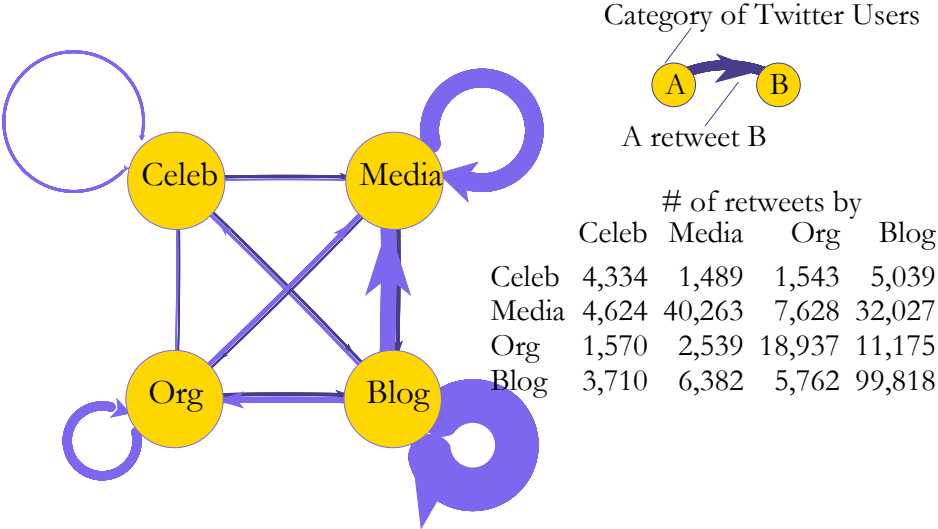 Category of Twitter Users
A B
A retweet B
Celeb Media
Org Blog
# of retweets by
Celeb Media Org Blog
Celeb 4,334 1,489 1,543 5,039
Media 4,624 40,263 7,628 32,027
Org 1,570 2,539 18,937 11,175
Blog 3,710 6,382 5,762 99,818